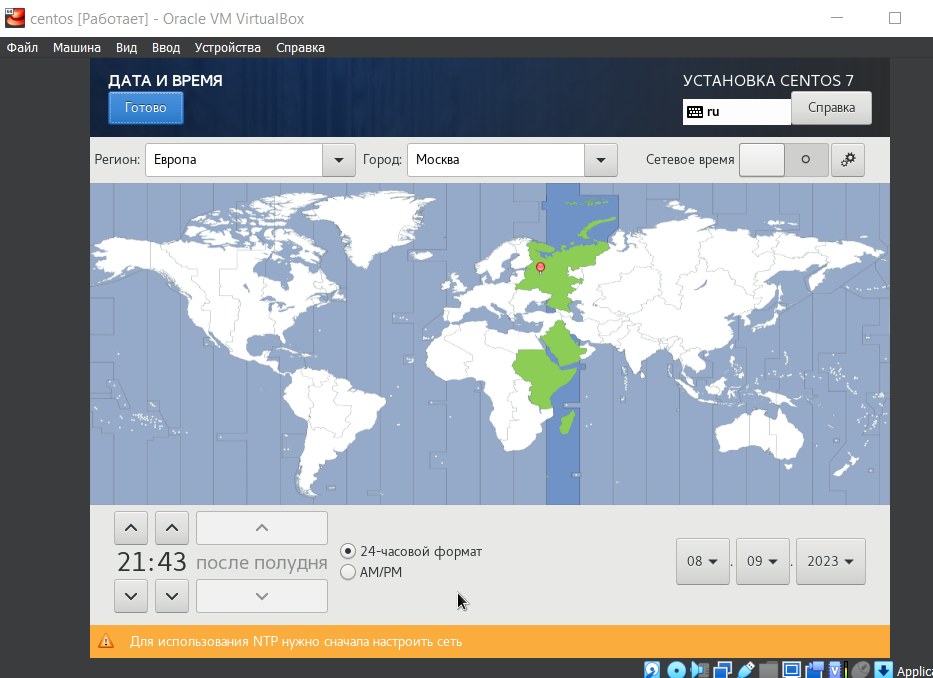 centos [Работает] - Oracle VM VirtualBox
Файл Машина Вид Ввод Устройства Справка
ДАТА И ВРЕМЯ
УСТАНОВКА CENTOS 7
Готово
ru
Справка
Регион: Европа Город: Москва Сетевое время
21:43 после полудня
24-часовой формат
AM/PM
08 . 09 . 2023
Для использования NTP нужно сначала настроить сеть
Applica